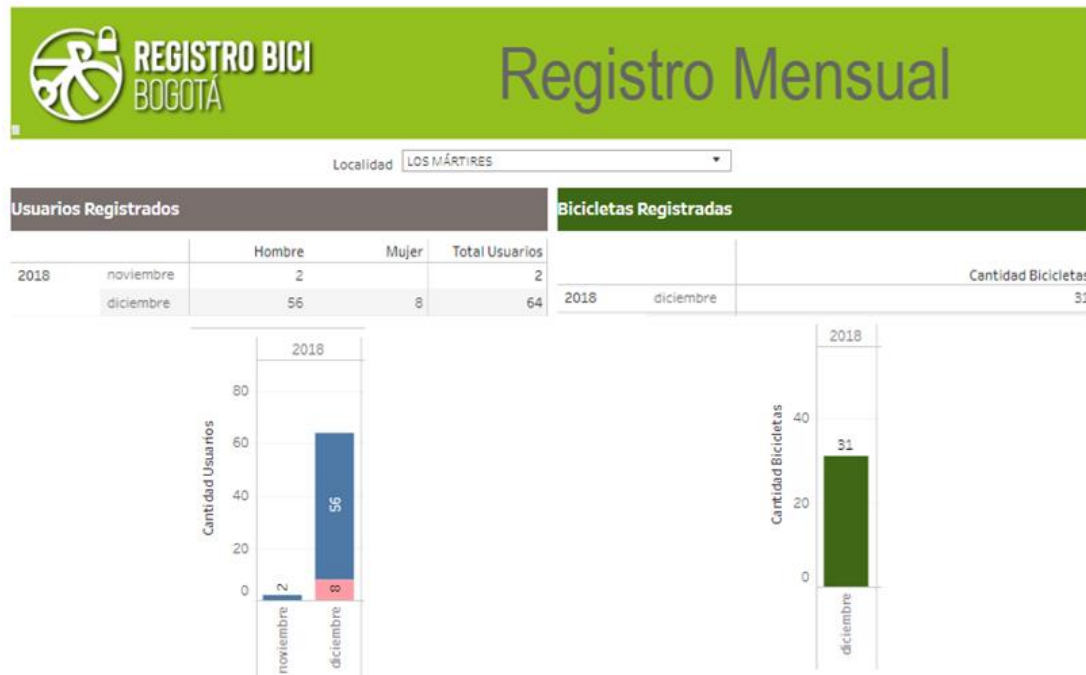 REGISTRO BICI
BOGOTÁ
Registro Mensual
Localidad LOS MÁRTIRES
Usuarios Registrados
Hombre Mujer Total Usuarios
2018 noviembre 2 2
diciembre 56 8 64
Bicicletas Registradas
Cantidad Bicicletas
2018 diciembre 31
2018
Cantidad Usuarios
80
60
40
20
0
2
56
8
noviembre
diciembre
2018
Cantidad Bicicletas
40
20
0
31
diciembre